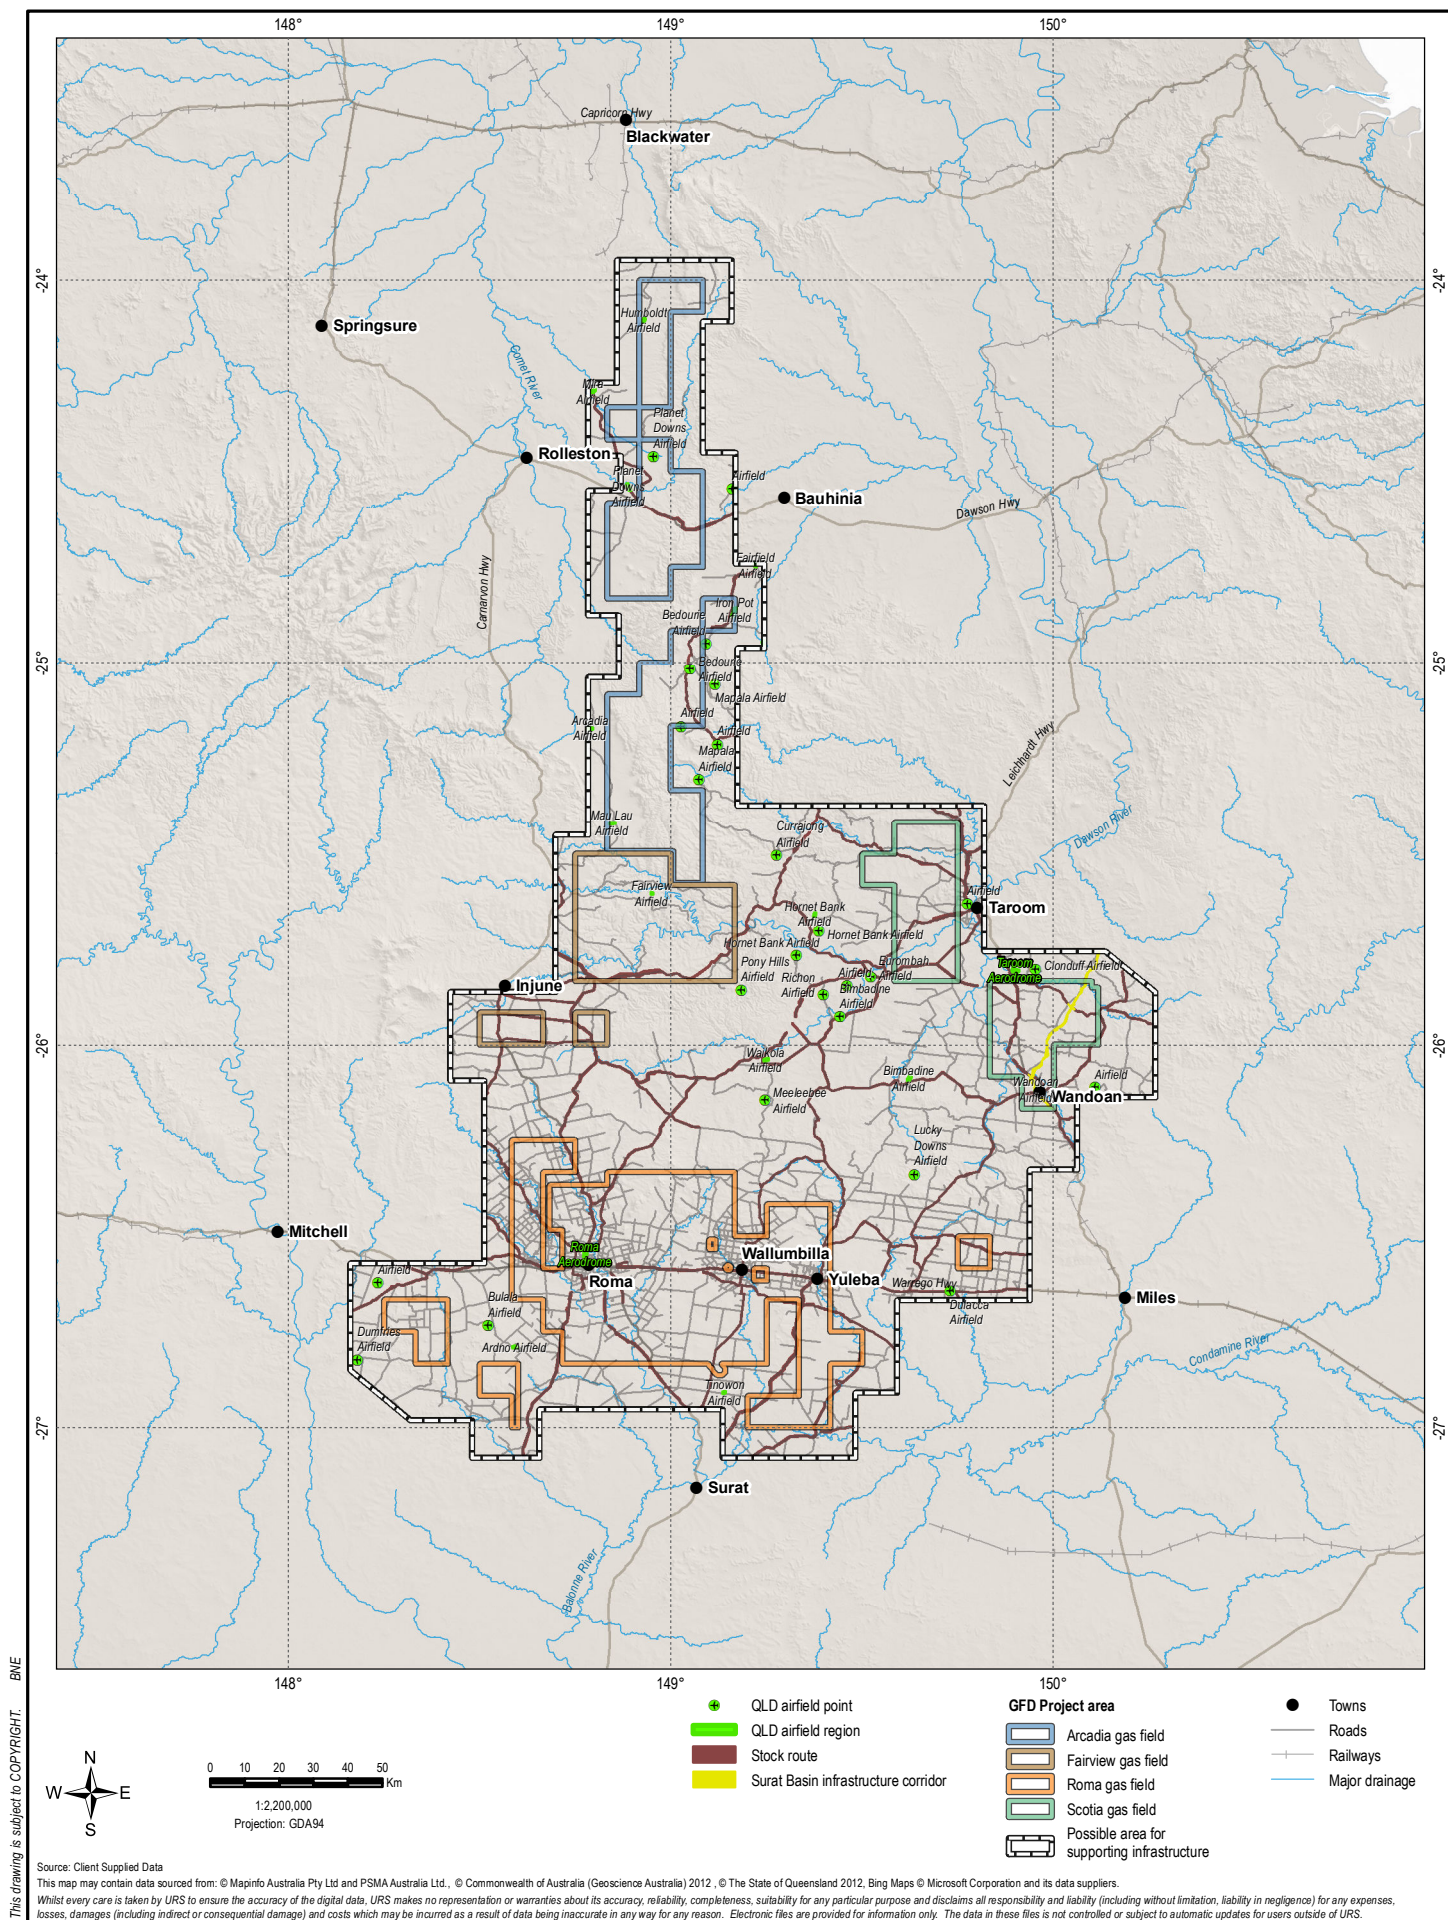 148°
149°
150°
Capricorn Hwy
Blackwater
-24°
-24°
Humboldt
Airfield
Springsure
Comet River
Mira
Airfield
Planet
Downs
Airfield
Rolleston
Planet
Downs
Airfield
Airfield
Bauhinia
Dawson Hwy
Carnarvon Hwy
Fairfield
Airfield
Iron Pot
Airfield
Bedourie
Airfield
-25°
-25°
Bedourie
Airfield
Mapala Airfield
Arcadia
Airfield
Airfield
Airfield
Mapala
Airfield
Leichhardt Hwy
Mau Lau
Airfield
Currajong
Airfield
Dawson River
Fairview
Airfield
Airfield
Taroom
Hornet Bank
Airfield
Hornet Bank Airfield
Hornet Bank Airfield
Pony Hills
Airfield
Richon
Airfield
Airfield
Eurombah
Airfield
Bimbadine
Airfield
Taroom
Aerodrome
Clonduff Airfield
Injune
-26°
-26°
Waikola
Airfield
Bimbadine
Airfield
Meeleebee
Airfield
Wandoan
Airfield
Airfield
Wandoan
Lucky
Downs
Airfield
Mitchell
Roma
Aerodrome
Roma
Wallumbilla
Yuleba
Warrego Hwy
Dulacca
Airfield
Miles
Airfield
Bulala
Airfield
Dumfries
Airfield
Ardno Airfield
Condamine River
Tinowon
Airfield
-27°
-27°
Surat
Balonne River
148°
149°
150°
This drawing is subject to COPYRIGHT. BNE
N
W
E
S
0 10 20 30 40 50
Km
1:2,200,000
Projection: GDA94
QLD airfield point
QLD airfield region
Stock route
Surat Basin infrastructure corridor
GFD Project area
Arcadia gas field
Fairview gas field
Roma gas field
Scotia gas field
Possible area for
supporting infrastructure
Towns
Roads
Railways
Major drainage
Source: Client Supplied Data
This map may contain data sourced from: © Mapinfo Australia Pty Ltd and PSMA Australia Ltd., © Commonwealth of Australia (Geoscience Australia) 2012 , © The State of Queensland 2012, Bing Maps © Microsoft Corporation and its data suppliers.
Whilst every care is taken by URS to ensure the accuracy of the digital data, URS makes no representation or warranties about its accuracy, reliability, completeness, suitability for any particular purpose and disclaims all responsibility and liability (including without limitation, liability in negligence) for any expenses,
losses, damages (including indirect or consequential damage) and costs which may be incurred as a result of data being inaccurate in any way for any reason. Electronic files are provided for information only. The data in these files is not controlled or subject to automatic updates for users outside of URS.